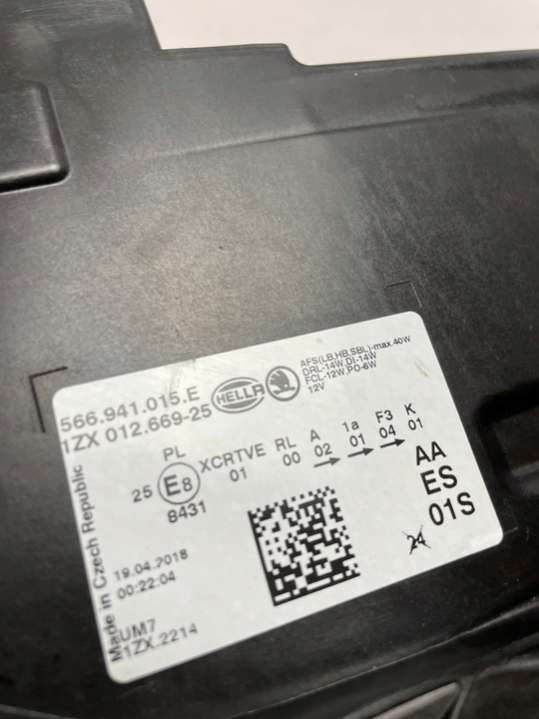 566.941.015.E
1ZX 012.669-25
HELLA
AFS(LB,HB,SBL)-max.40W
DRL-14W,DI-14W
FCL-12W,PO-6W
12V
PL
XCRTVE RL A 1a F3 K
25 E8 01 00 02 01 04 01
8431
AA
ES
01S
24
Made in Czech Republic
19.04.2018
00:22:04
UM7
1ZX.2214